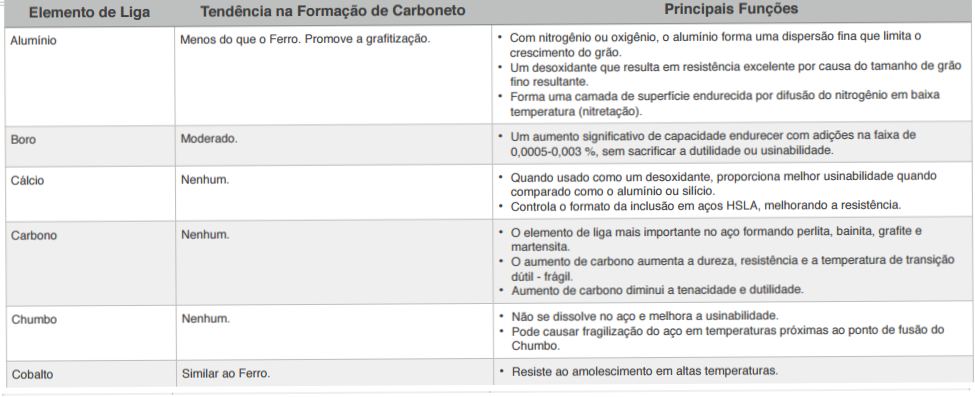 Elemento de Liga
Tendência na Formação de Carboneto
Principais Funções
Alumínio
Menos do que o Ferro. Promove a grafitização.
• Com nitrogênio ou oxigênio, o alumínio forma uma dispersão fina que limita o
crescimento do grão.
• Um desoxidante que resulta em resistência excelente por causa do tamanho de grão
fino resultante.
• Forma uma camada de superfície endurecida por difusão do nitrogênio em baixa
temperatura (nitretação).
Boro
Moderado.
• Um aumento significativo de capacidade endurecer com adições na faixa de
0,0005-0,003 %, sem sacrificar a dutilidade ou usinabilidade.
Cálcio
Nenhum.
• Quando usado como um desoxidante, proporciona melhor usinabilidade quando
comparado como o alumínio ou silício.
• Controla o formato da inclusão em aços HSLA, melhorando a resistência.
Carbono
Nenhum.
• O elemento de liga mais importante no aço formando perlita, bainita, grafite e
martensita.
• O aumento de carbono aumenta a dureza, resistência e a temperatura de transição
dútil - frágil.
• Aumento de carbono diminui a tenacidade e dutilidade.
Chumbo
Nenhum.
• Não se dissolve no aço e melhora a usinabilidade.
• Pode causar fragilização do aço em temperaturas próximas ao ponto de fusão do
Chumbo.
Cobalto
Similar ao Ferro.
• Resiste ao amolescimento em altas temperaturas.